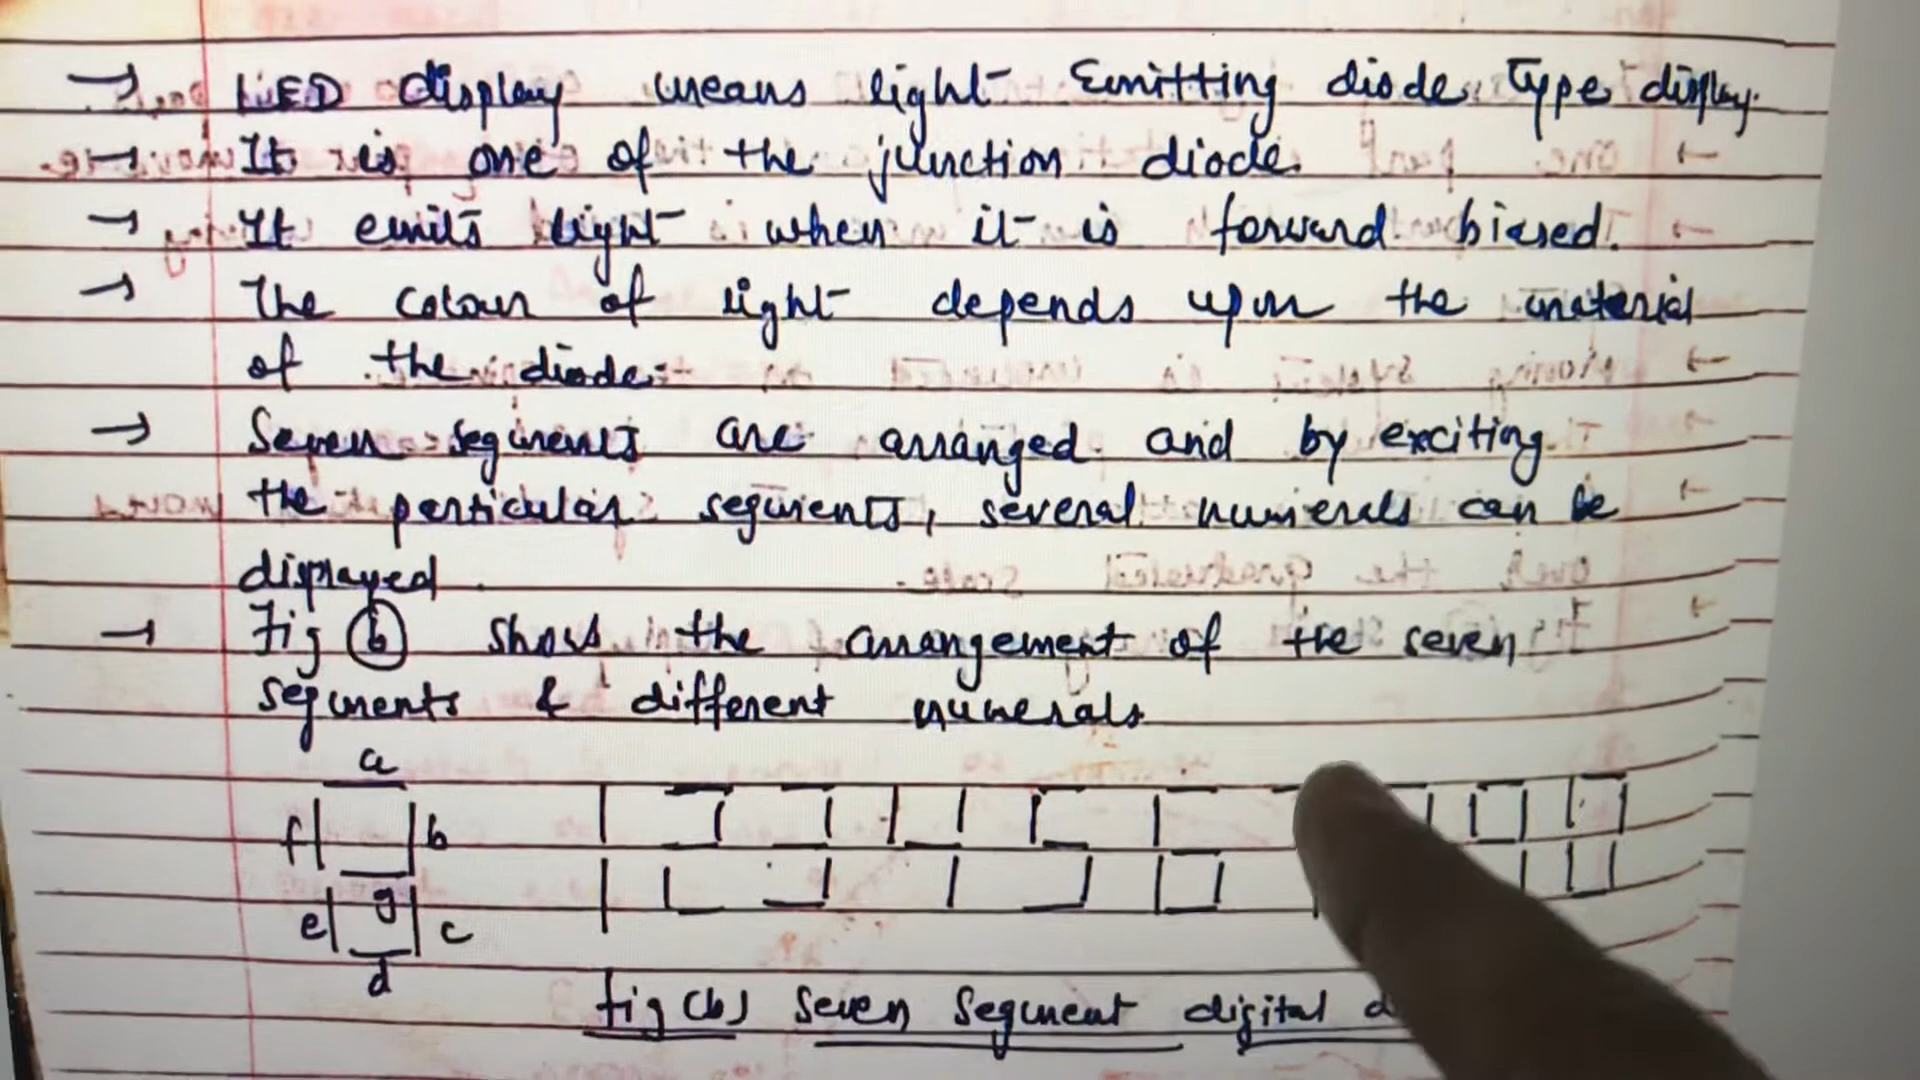 → LED display means light Emitting diode Type display.
→ It is one of the junction diode.
→ It emits light when it is forward biased.
→ The colour of light depends upon the material
of the diode.
→ Seven segments are arranged and by exciting
the perticular segments, several numerals can be
displayed.
→ Fig (b) shows the arrangement of the seven
segments & different numerals
a
f b
g
e c
d
fig (b) Seven Segment digital